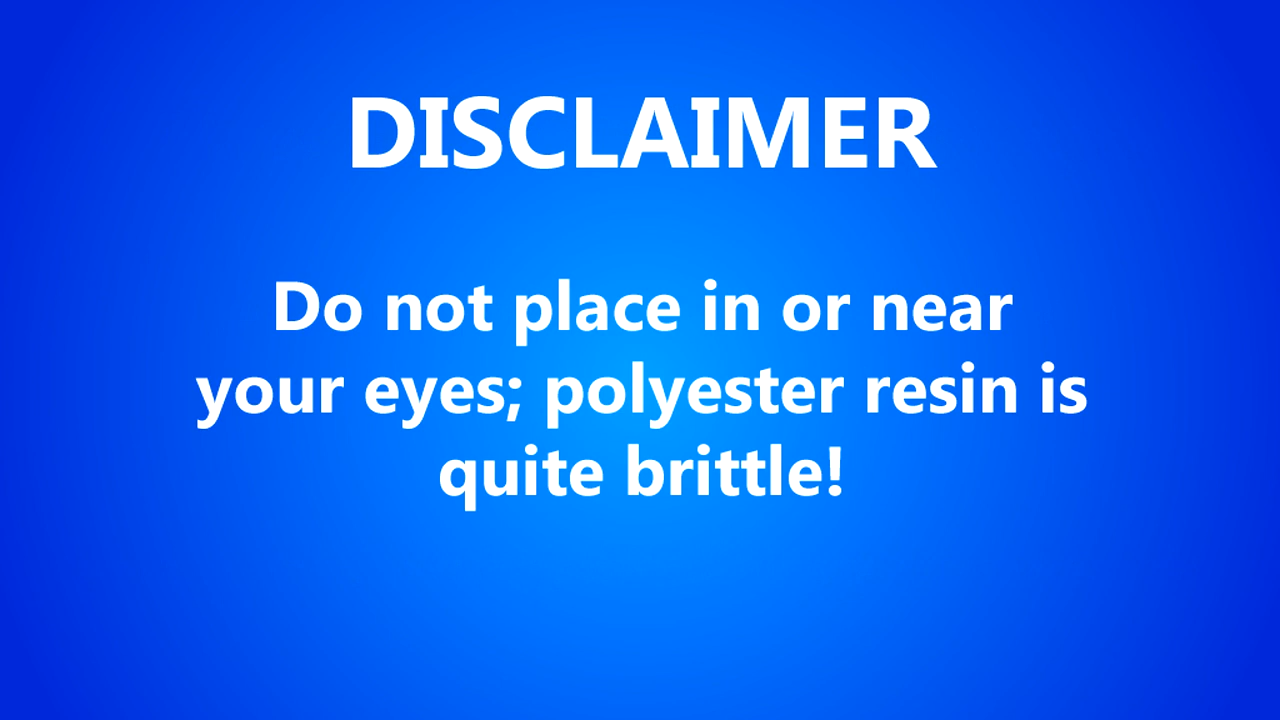 DISCLAIMER
Do not place in or near
your eyes; polyester resin is
quite brittle!